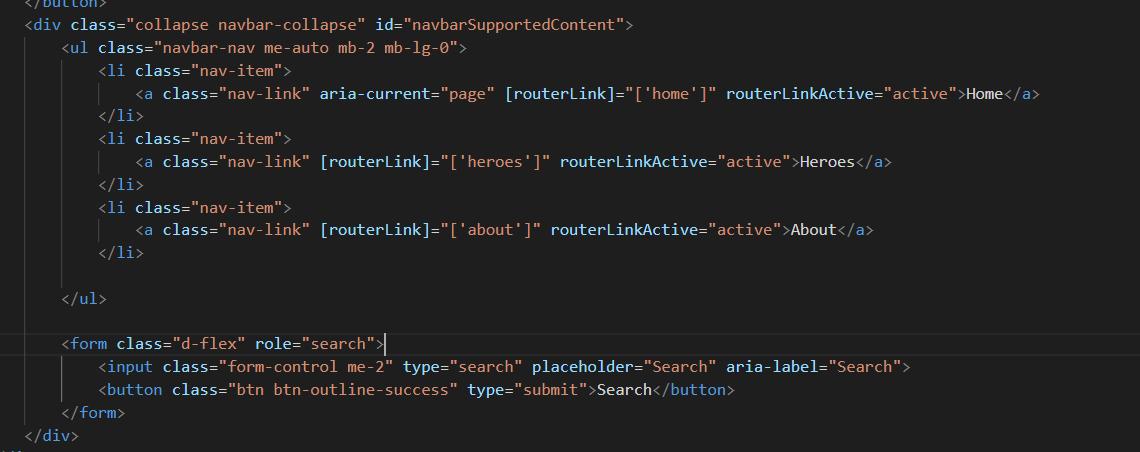 </button>
<div class="collapse navbar-collapse" id="navbarSupportedContent">
<ul class="navbar-nav me-auto mb-2 mb-lg-0">
<li class="nav-item">
<a class="nav-link" aria-current="page" [routerLink]="['home']" routerLinkActive="active">Home</a>
</li>
<li class="nav-item">
<a class="nav-link" [routerLink]="['heroes']" routerLinkActive="active">Heroes</a>
</li>
<li class="nav-item">
<a class="nav-link" [routerLink]="['about']" routerLinkActive="active">About</a>
</li>
</ul>
<form class="d-flex" role="search">
<input class="form-control me-2" type="search" placeholder="Search" aria-label="Search">
<button class="btn btn-outline-success" type="submit">Search</button>
</form>
</div>